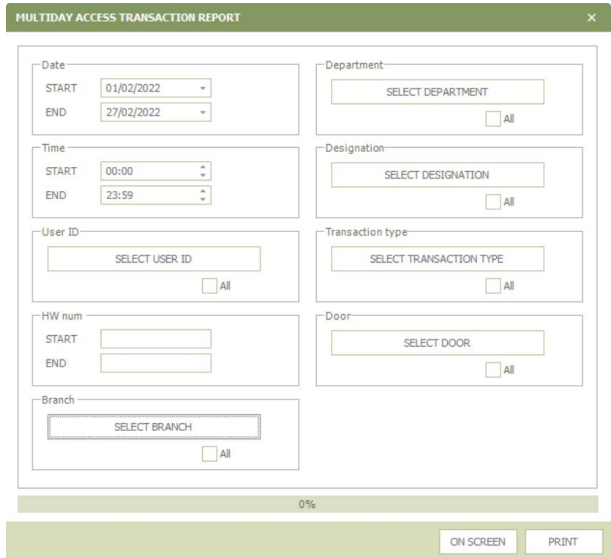 MULTIDAY ACCESS TRANSACTION REPORT
Date
START 01/02/2022
END 27/02/2022
Time
START 00:00
END 23:59
User ID
SELECT USER ID
All
HW num
START
END
Branch
SELECT BRANCH
All
Department
SELECT DEPARTMENT
All
Designation
SELECT DESIGNATION
All
Transaction type
SELECT TRANSACTION TYPE
All
Door
SELECT DOOR
All
0%
ON SCREEN PRINT